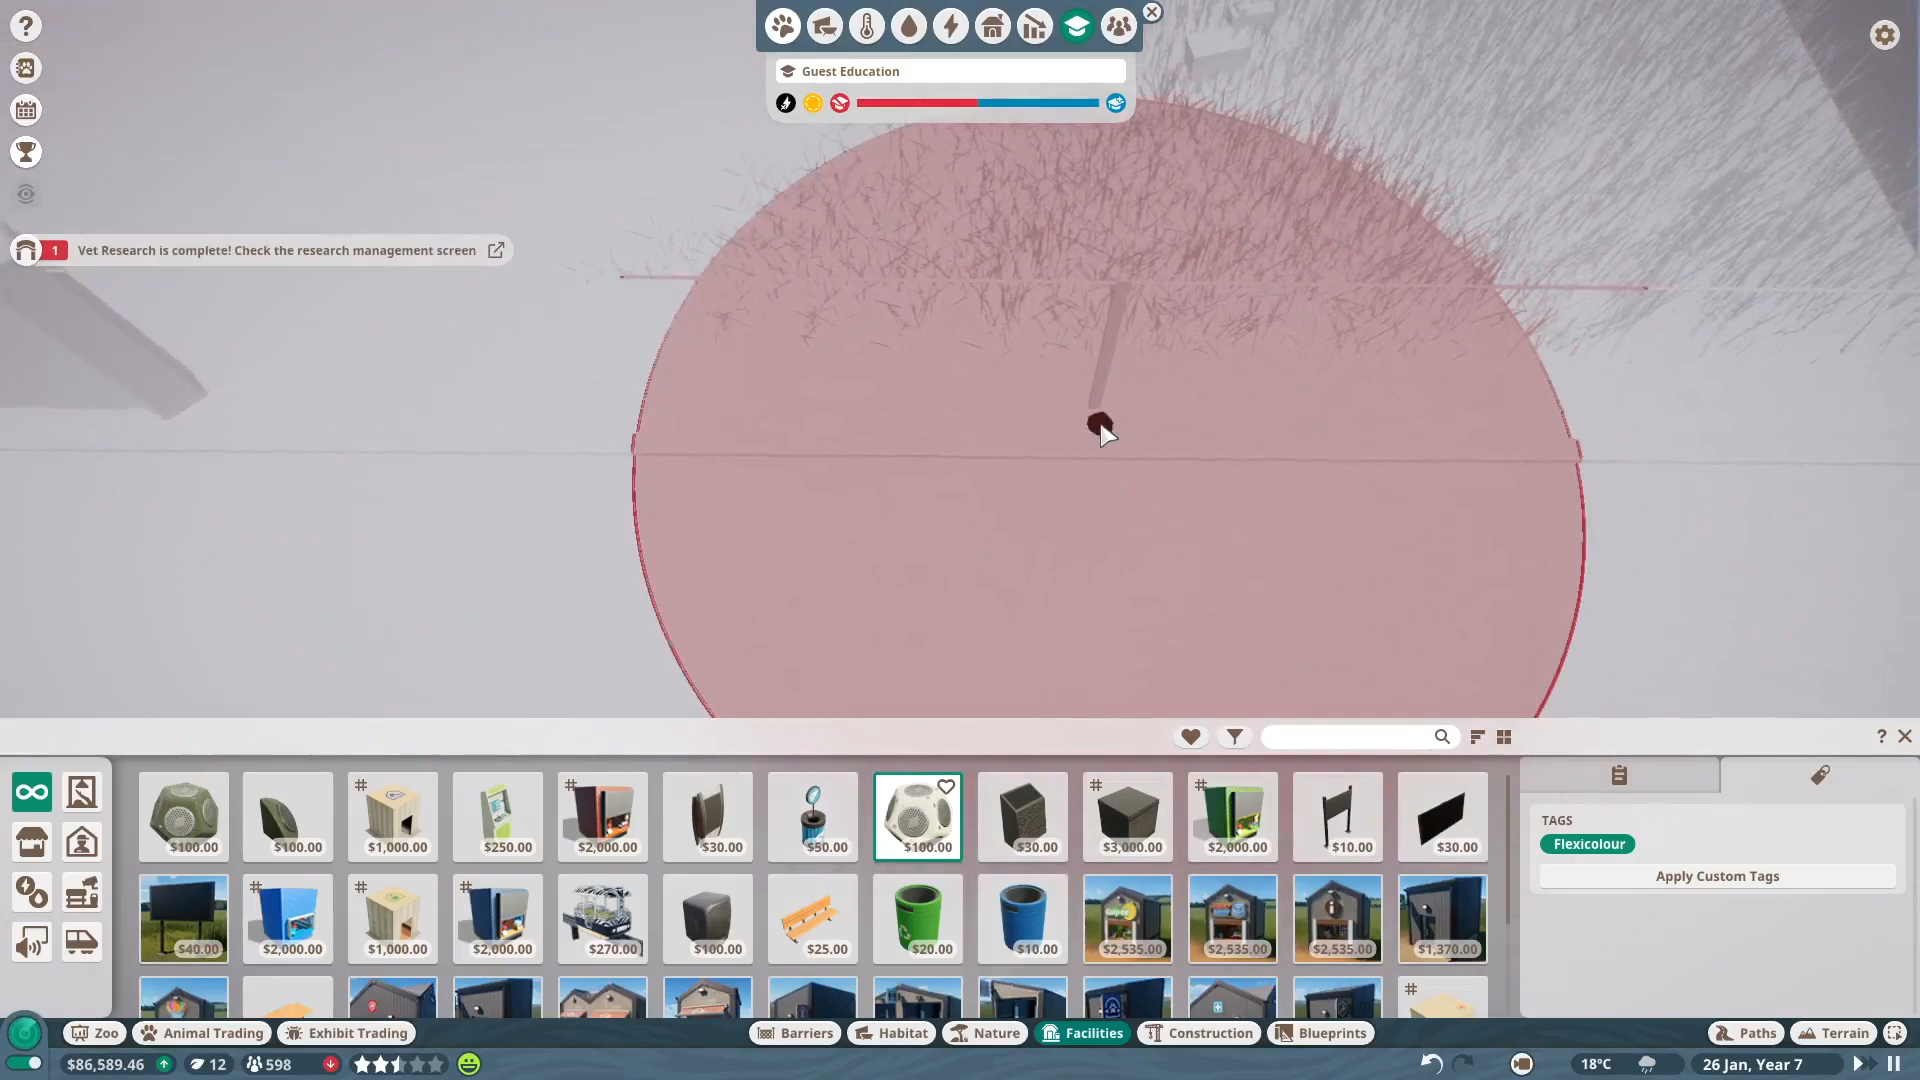 Guest Education
1 Vet Research is complete! Check the research management screen
?
$100.00 $100.00 $1,000.00 $250.00 $2,000.00 $30.00 $50.00 $100.00 $30.00 $3,000.00 $2,000.00 $10.00 $30.00
TAGS
Flexicolour
Apply Custom Tags
$40.00 $2,000.00 $1,000.00 $2,000.00 $270.00 $100.00 $25.00 $20.00 $10.00 $2,535.00 $2,535.00 $2,535.00 $1,370.00
Zoo Animal Trading Exhibit Trading Barriers Habitat Nature Facilities Construction Blueprints Paths Terrain
$86,589.46 12 598 18°C 26 Jan, Year 7